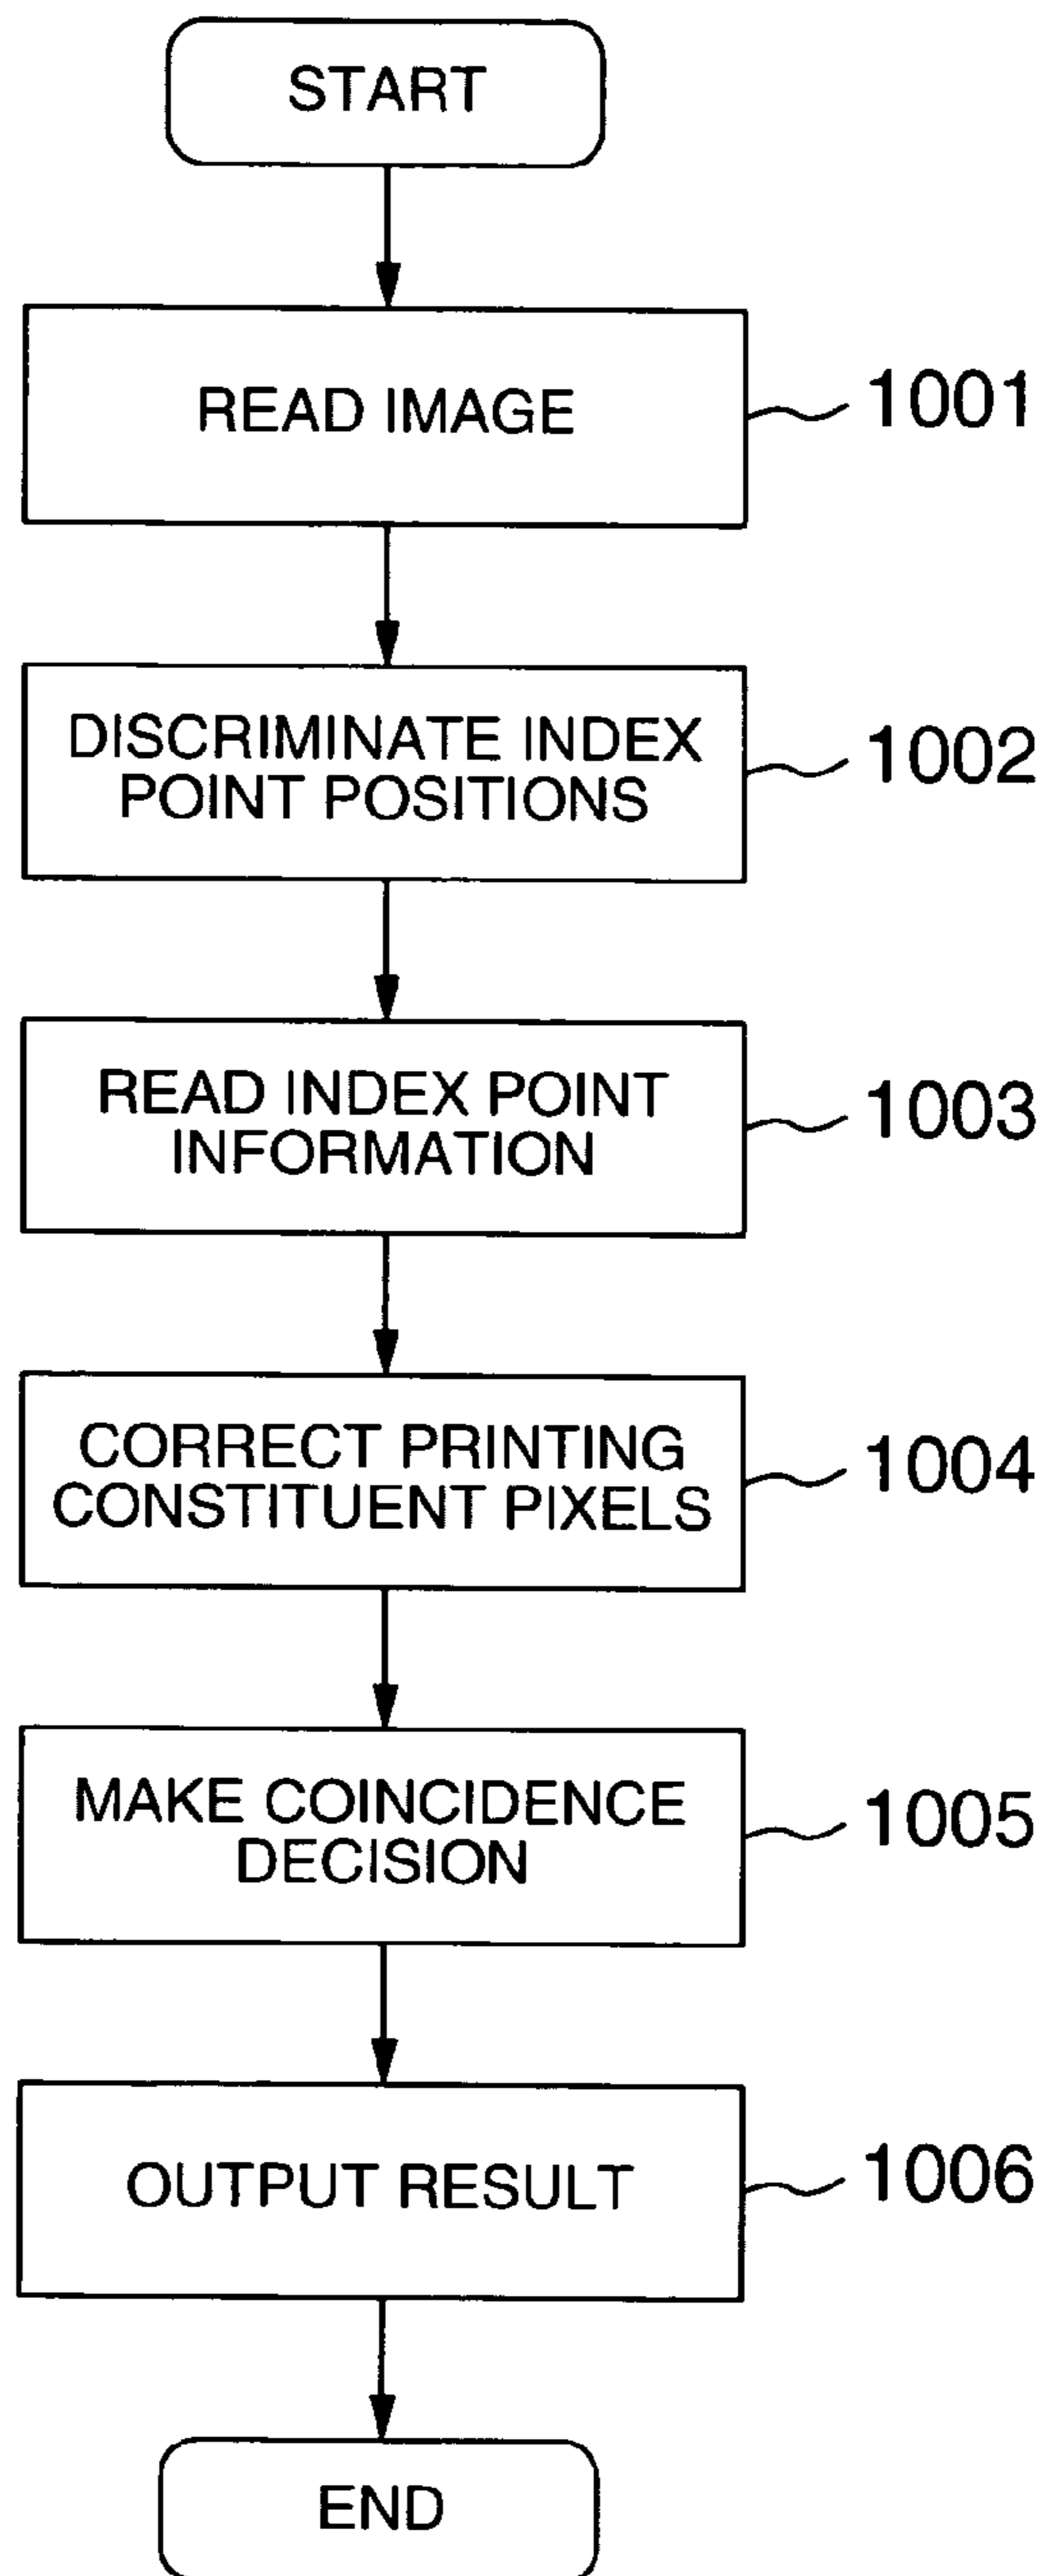 START
READ IMAGE
1001
DISCRIMINATE INDEX
POINT POSITIONS
1002
READ INDEX POINT
INFORMATION
1003
CORRECT PRINTING
CONSTITUENT PIXELS
1004
MAKE COINCIDENCE
DECISION
1005
OUTPUT RESULT
1006
END